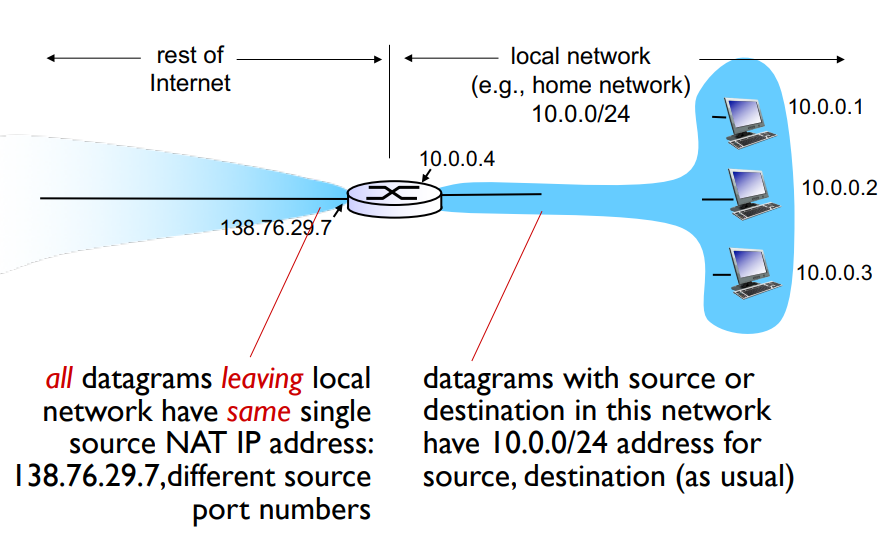 rest of
Internet
local network
(e.g., home network)
10.0.0/24
10.0.0.1
10.0.0.4
10.0.0.2
138.76.29.7
10.0.0.3
all datagrams leaving local
network have same single
source NAT IP address:
138.76.29.7,different source
port numbers
datagrams with source or
destination in this network
have 10.0.0/24 address for
source, destination (as usual)